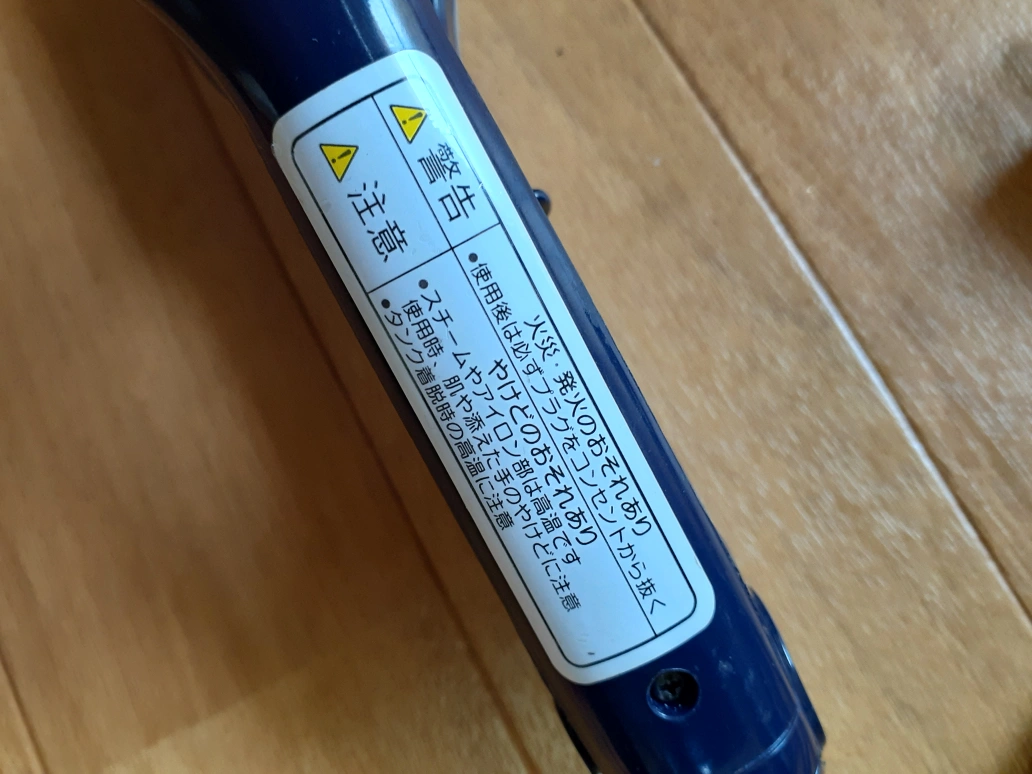 警告
火災・発火のおそれあり
●使用後は必ずプラグをコンセントから抜く
注意
やけどのおそれあり
●スチームやアイロン部は高温です
使用時、肌や添えた手のやけどに注意
●タンク着脱時の高温に注意